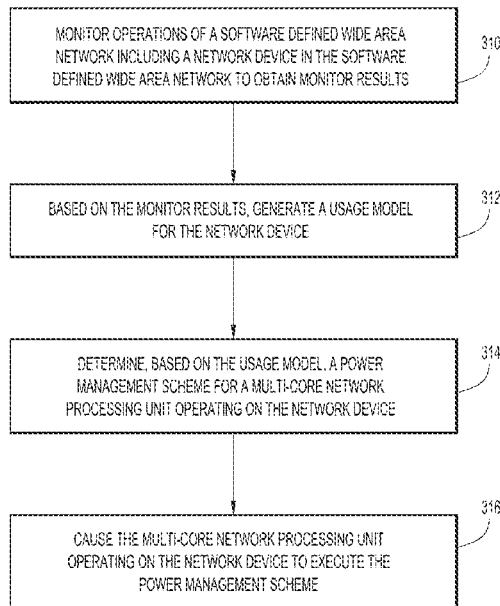 MONITOR OPERATIONS OF A SOFTWARE DEFINED WIDE AREA
NETWORK INCLUDING A NETWORK DEVICE IN THE SOFTWARE
DEFINED WIDE AREA NETWORK TO OBTAIN MONITOR RESULTS
310
BASED ON THE MONITOR RESULTS, GENERATE A USAGE MODEL
FOR THE NETWORK DEVICE
312
DETERMINE, BASED ON THE USAGE MODEL, A POWER
MANAGEMENT SCHEME FOR A MULTI-CORE NETWORK
PROCESSING UNIT OPERATING ON THE NETWORK DEVICE
314
CAUSE THE MULTI-CORE NETWORK PROCESSING UNIT
OPERATING ON THE NETWORK DEVICE TO EXECUTE THE
POWER MANAGEMENT SCHEME
316